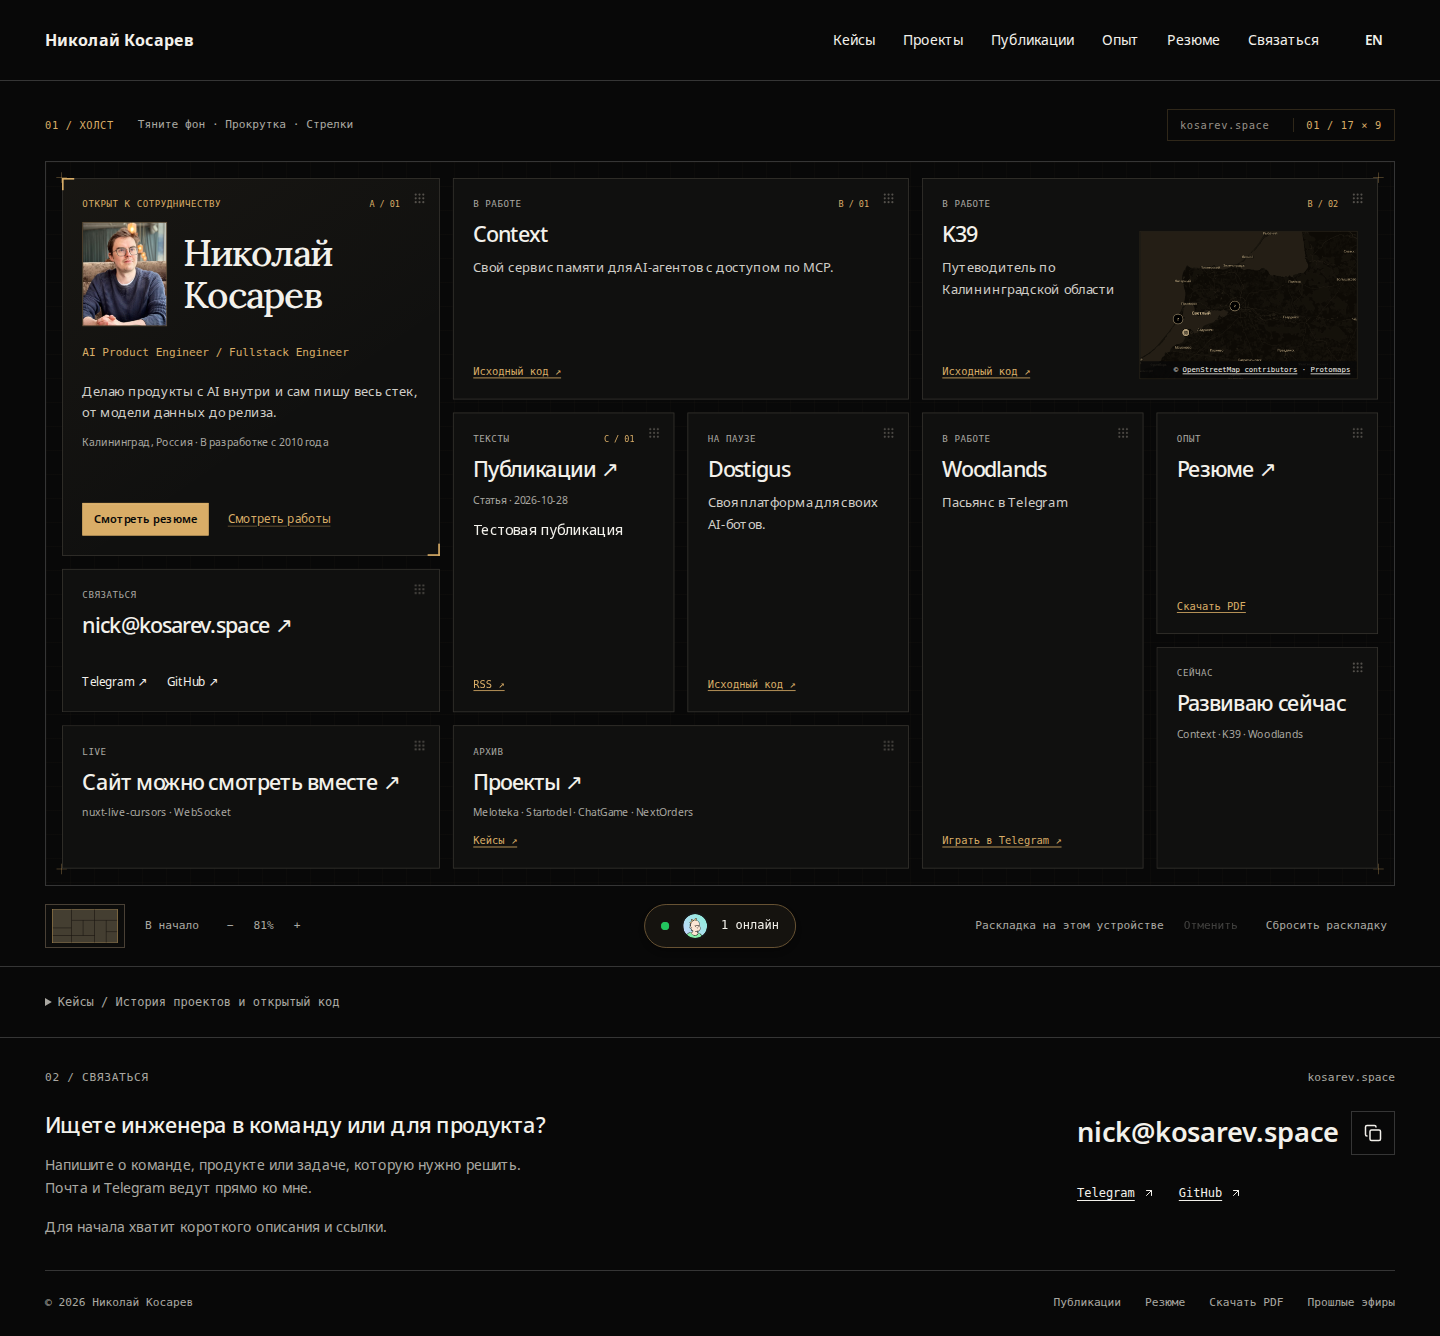 Николай Косарев
Кейсы Проекты Публикации Опыт Резюме Связаться EN
01 / ХОЛСТ Тяните фон · Прокрутка · Стрелки
kosarev.space 01 / 17 × 9
ОТКРЫТ К СОТРУДНИЧЕСТВУ A / 01
Николай
Косарев
AI Product Engineer / Fullstack Engineer
Делаю продукты с AI внутри и сам пишу весь стек,
от модели данных до релиза.
Калининград, Россия · В разработке с 2010 года
Смотреть резюме Смотреть работы
В РАБОТЕ B / 01
Context
Свой сервис памяти для AI-агентов с доступом по MCP.
Исходный код ↗
В РАБОТЕ B / 02
K39
Путеводитель по
Калининградской области
Исходный код ↗
Светлый
© OpenStreetMap contributors · Protomaps
ТЕКСТЫ C / 01
Публикации ↗
Статья · 2026-10-28
Тестовая публикация
RSS ↗
НА ПАУЗЕ
Dostigus
Своя платформа для своих
AI-ботов.
Исходный код ↗
В РАБОТЕ
Woodlands
Пасьянс в Telegram
Играть в Telegram ↗
ОПЫТ
Резюме ↗
Скачать PDF
СВЯЗАТЬСЯ
nick@kosarev.space ↗
Telegram ↗ GitHub ↗
СЕЙЧАС
Развиваю сейчас
Context · K39 · Woodlands
LIVE
Сайт можно смотреть вместе ↗
nuxt-live-cursors · WebSocket
АРХИВ
Проекты ↗
Meloteka · Startodel · ChatGame · NextOrders
Кейсы ↗
В начало − 81% +
1 онлайн
Раскладка на этом устройстве Отменить Сбросить раскладку
Кейсы / История проектов и открытый код
02 / СВЯЗАТЬСЯ kosarev.space
Ищете инженера в команду или для продукта?
Напишите о команде, продукте или задаче, которую нужно решить.
Почта и Telegram ведут прямо ко мне.
Для начала хватит короткого описания и ссылки.
nick@kosarev.space
Telegram GitHub
© 2026 Николай Косарев
Публикации Резюме Скачать PDF Прошлые эфиры